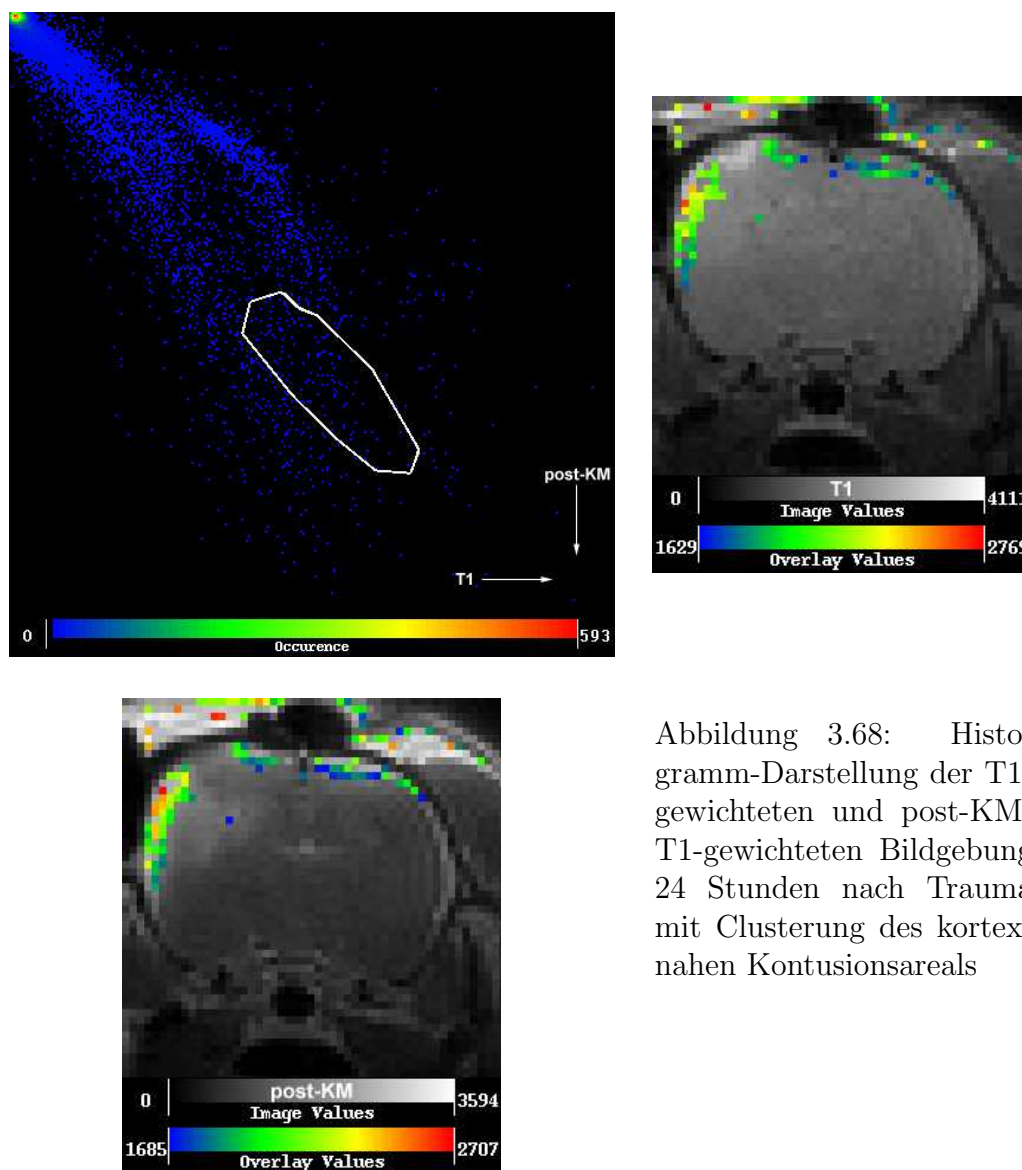 post-KM
T1
0
593
Occurence
T1
0
4111
Image Values
1629
2769
Overlay Values
post-KM
0
3594
Image Values
1685
2707
Overlay Values
Abbildung 3.68: Histo
gramm-Darstellung der T1
gewichteten und post-KM
T1-gewichteten Bildgebung
24 Stunden nach Trauma
mit Clusterung des kortex
nahen Kontusionsareals